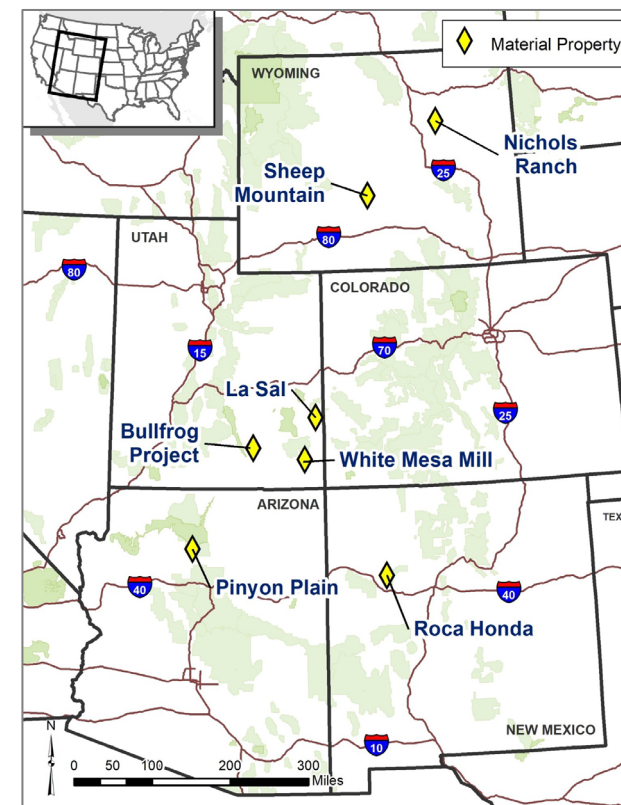 Material Property
WYOMING
Nichols
Ranch
Sheep
Mountain
25
UTAH
80
80
COLORADO
15
70
La Sal
25
Bullfrog
Project
White Mesa Mill
ARIZONA
TEX
Pinyon Plain
40
40
Roca Honda
NEW MEXICO
N
10
0 50 100 200 300
Miles